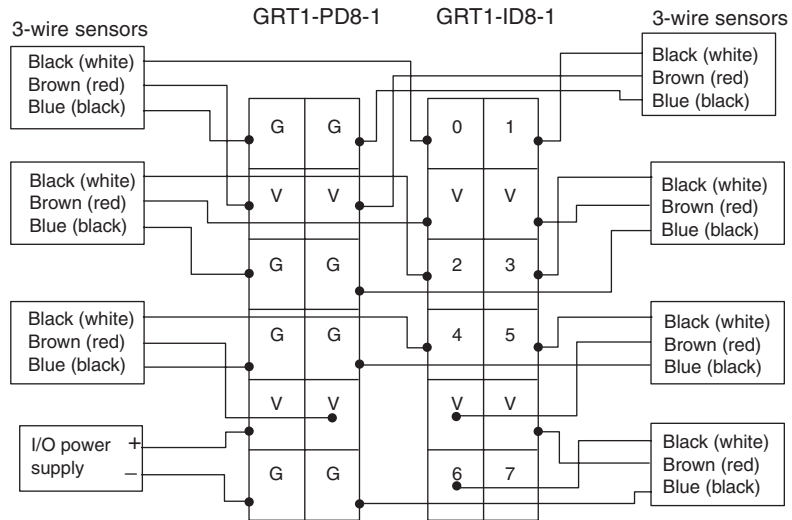 GRT1-PD8-1 GRT1-ID8-1
3-wire sensors
3-wire sensors
Black (white)
Brown (red)
Blue (black)
Black (white)
Brown (red)
Blue (black)
G G 0 1
Black (white)
Brown (red)
Blue (black)
V V V V
Black (white)
Brown (red)
Blue (black)
G G 2 3
Black (white)
Brown (red)
Blue (black)
G G 4 5
Black (white)
Brown (red)
Blue (black)
V V V V
I/O power +
supply –
G G 6 7
Black (white)
Brown (red)
Blue (black)